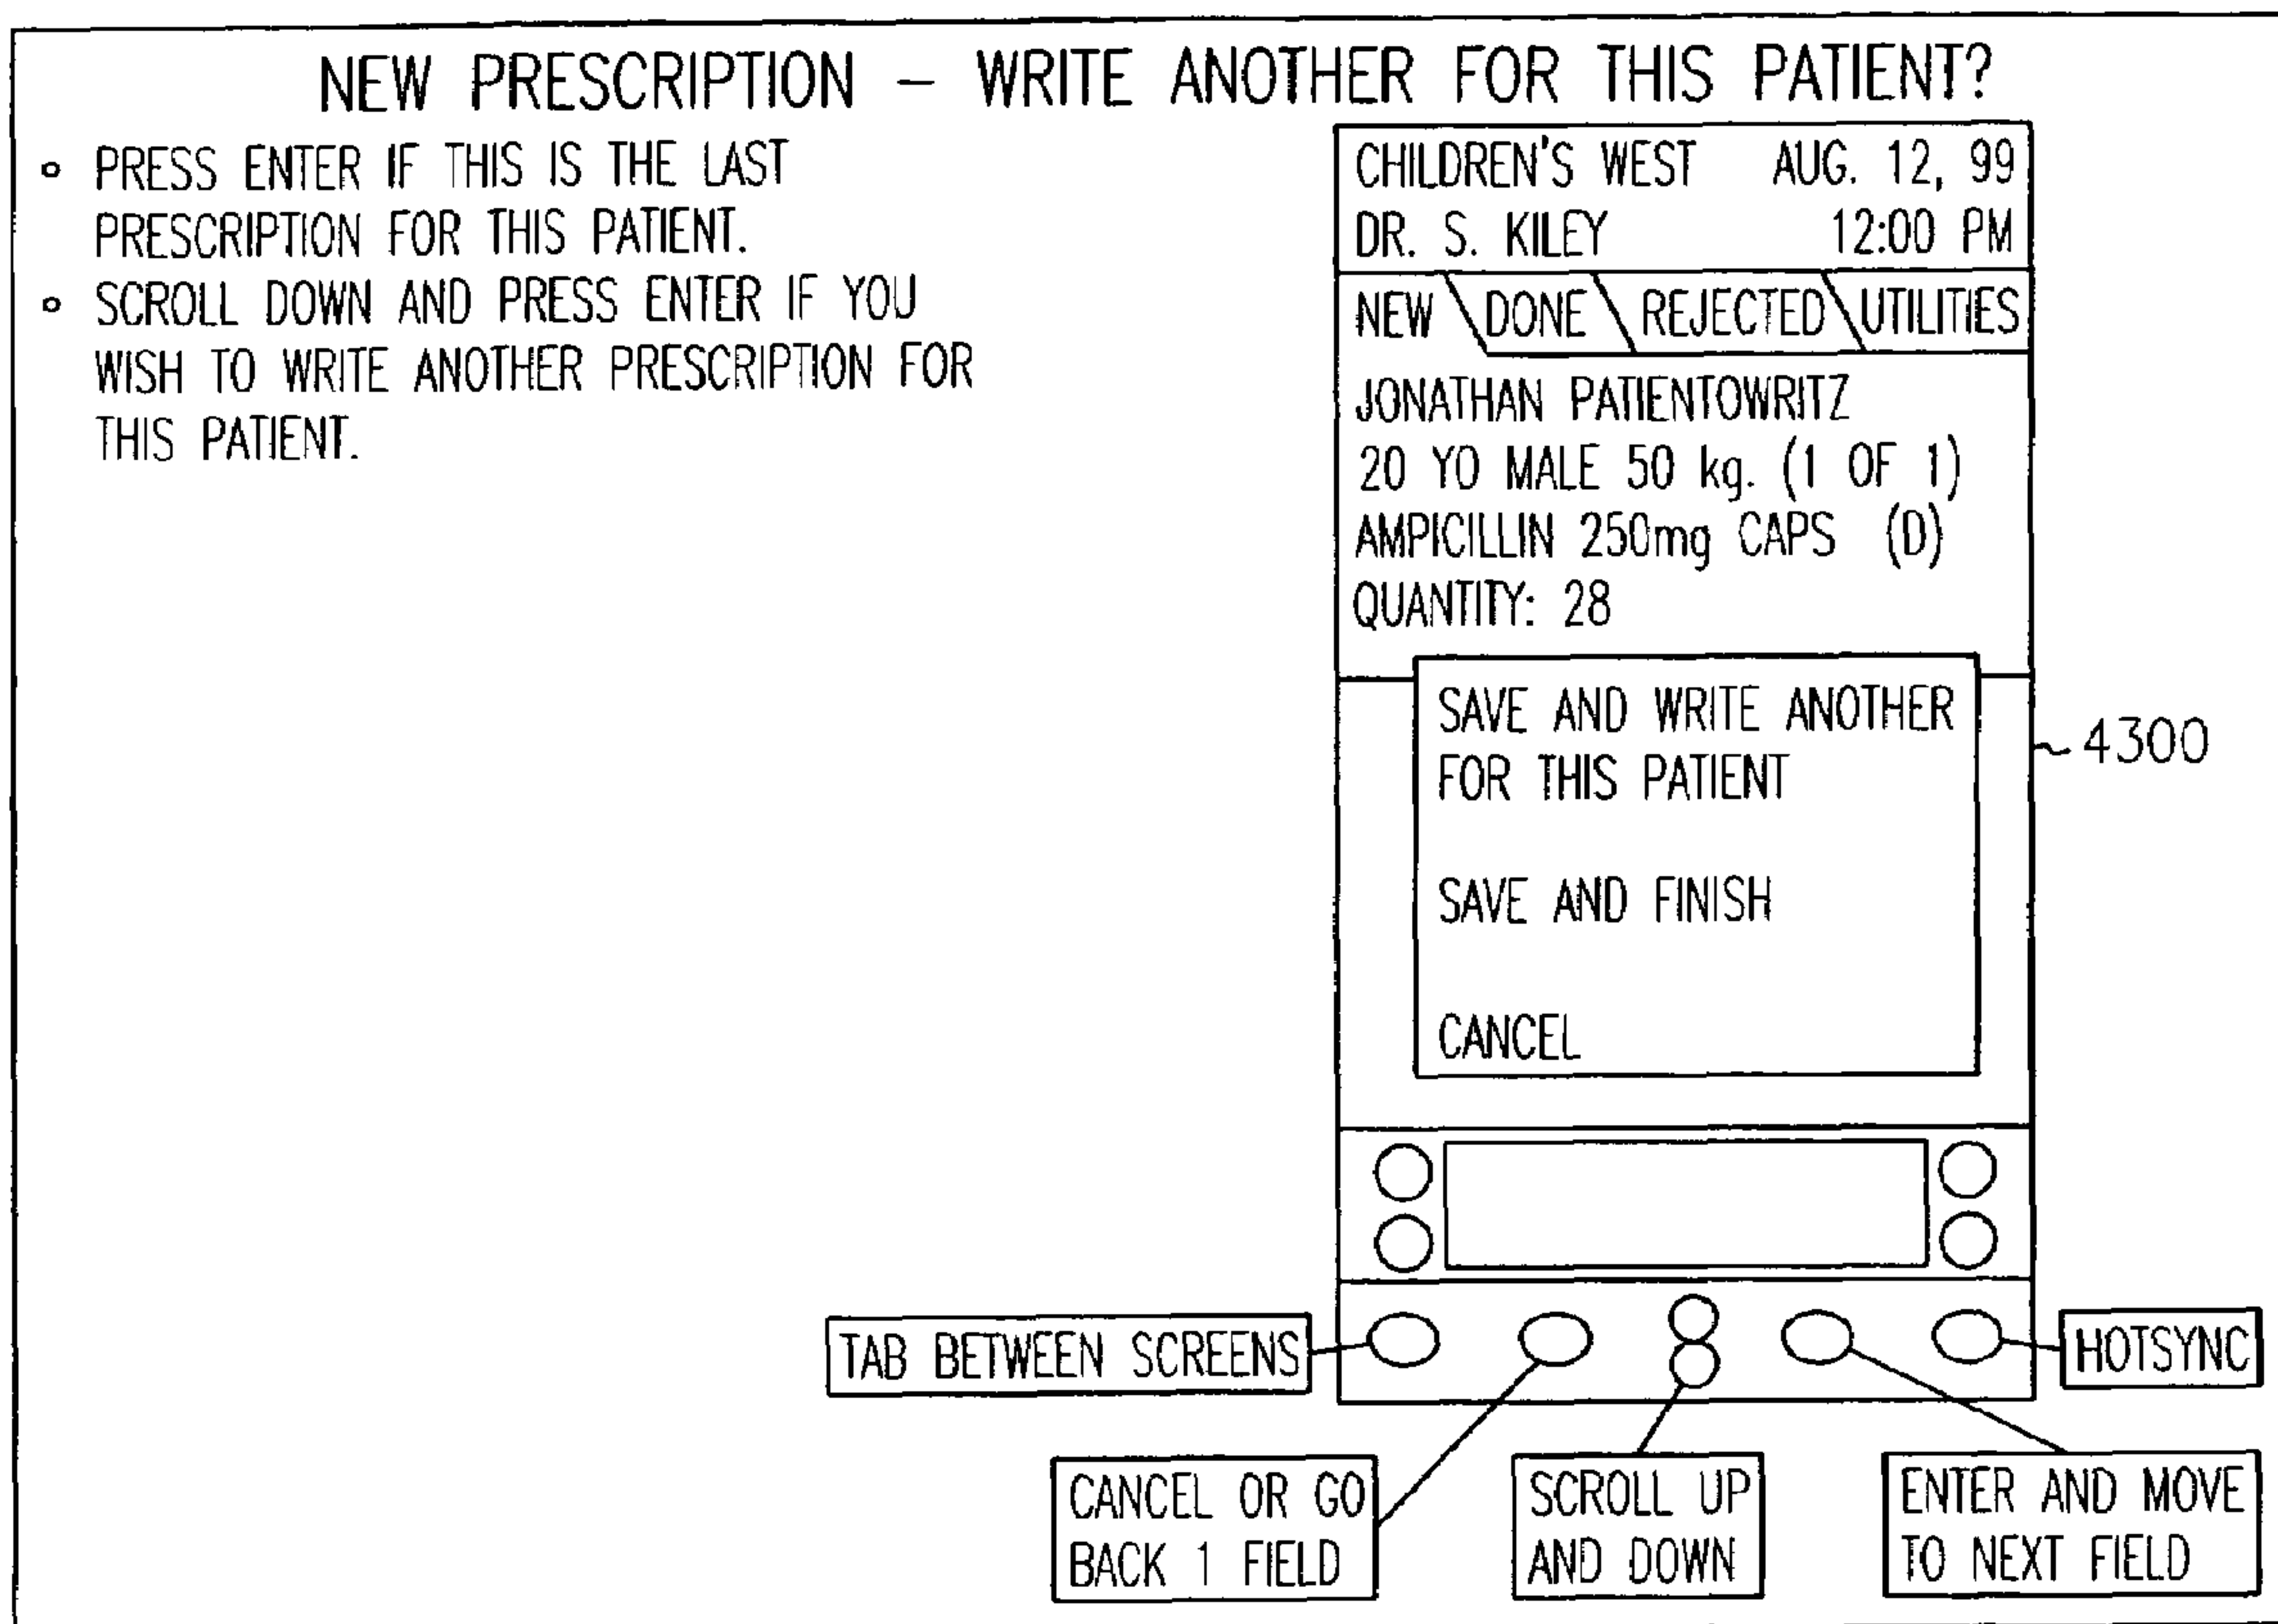 NEW PRESCRIPTION – WRITE ANOTHER FOR THIS PATIENT?
∘ PRESS ENTER IF THIS IS THE LAST
PRESCRIPTION FOR THIS PATIENT.
∘ SCROLL DOWN AND PRESS ENTER IF YOU
WISH TO WRITE ANOTHER PRESCRIPTION FOR
THIS PATIENT.
CHILDREN'S WEST AUG. 12, 99
DR. S. KILEY 12:00 PM
NEW DONE REJECTED UTILITIES
JONATHAN PATIENTOWRITZ
20 YO MALE 50 kg. (1 OF 1)
AMPICILLIN 250mg CAPS (D)
QUANTITY: 28
SAVE AND WRITE ANOTHER
FOR THIS PATIENT
SAVE AND FINISH
CANCEL
4300
TAB BETWEEN SCREENS
HOTSYNC
CANCEL OR GO
BACK 1 FIELD
SCROLL UP
AND DOWN
ENTER AND MOVE
TO NEXT FIELD